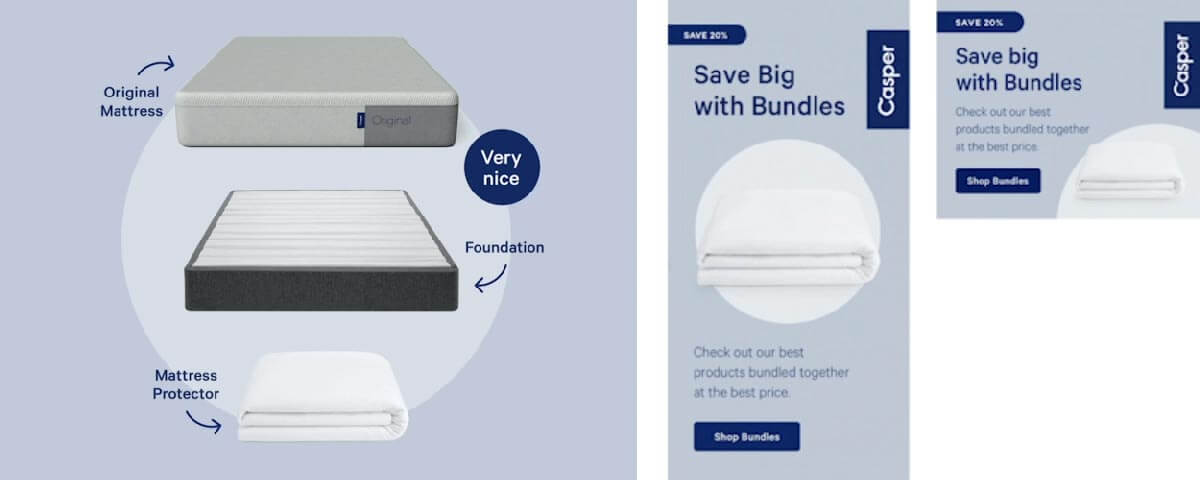 Original
Mattress
Original
Very
nice
Foundation
Mattress
Protector
SAVE 20%
Casper
Save Big
with Bundles
Check out our best
products bundled together
at the best price.
Shop Bundles
SAVE 20%
Casper
Save big
with Bundles
Check out our best
products bundled together
at the best price.
Shop Bundles